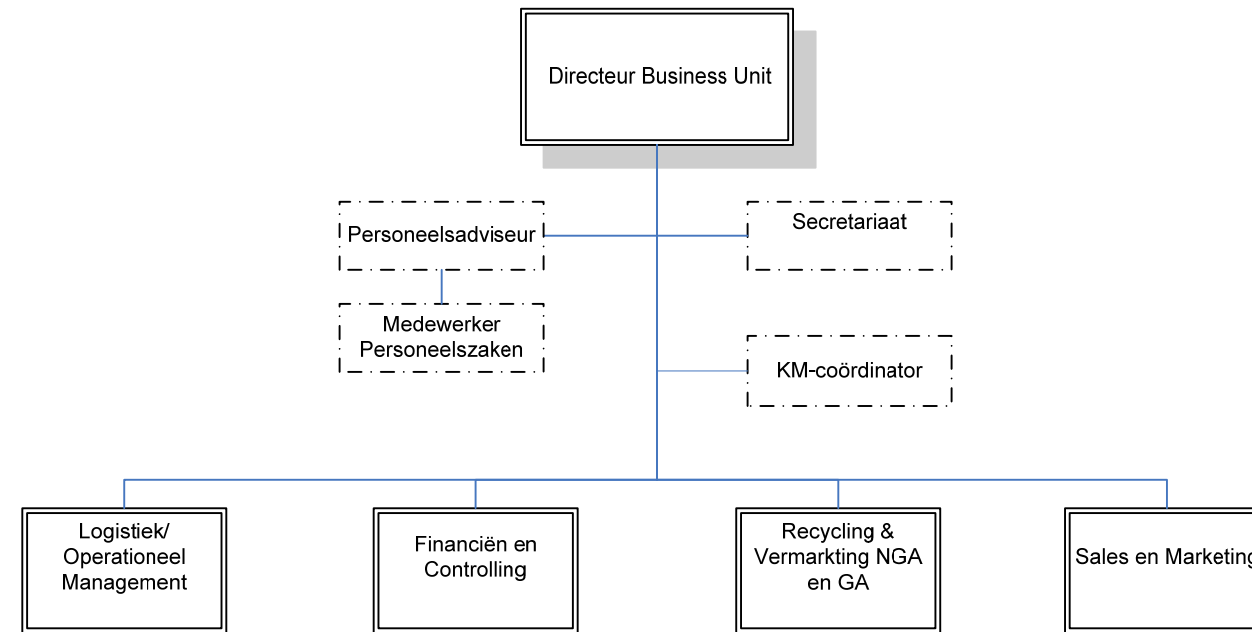 Directeur Business Unit
Personeelsadviseur
Secretariaat
Medewerker
Personeelszaken
KM-coördinator
Logistiek/
Operationeel
Management
Financiën en
Controlling
Recycling &
Vermarkting NGA
en GA
Sales en Marketing